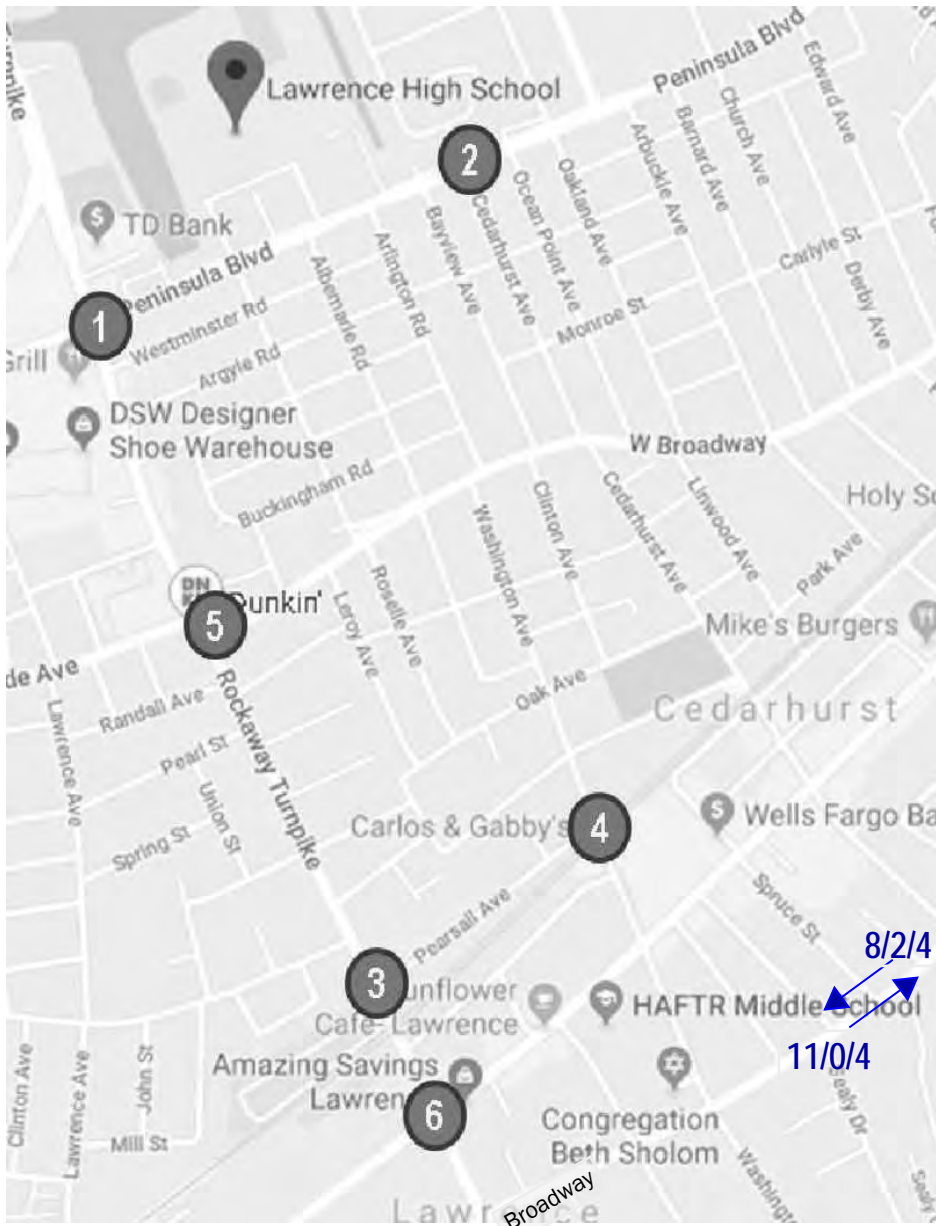 Lawrence High School
Peninsula Blvd
2
Edward Ave
Church Ave
Barnard Ave
Arbuckle Ave
Oakland Ave
Ocean Point Ave
Cedarhurst Ave
Bayview Ave
Arlington Rd
Albemarle Rd
TD Bank
Peninsula Blvd
Carlyle St
Derby Ave
1
Westminster Rd
Monroe St
Grill
Argyle Rd
DSW Designer
Shoe Warehouse
W Broadway
Buckingham Rd
Clinton Ave
Cedarhurst Ave
Linwood Ave
Washington Ave
Park Ave
Dunkin'
5
Roselle Ave
Leroy Ave
Mike's Burgers
de Ave
Oak Ave
Cedarhurst
Lawrence Ave
Randall Ave
Rockaway Turnpike
Pearl St
Union St
Spring St
Carlos & Gabby's
4
Wells Fargo Ba
Pearsall Ave
Spruce St
8/2/4
3
unflower
Cafe- Lawrence
HAFTR Middle School
11/0/4
Amazing Savings
Lawren
6
Congregation
Beth Sholom
Clinton Ave
Lawrence Ave
John St
Mill St
Sealy Dr
Washingt
Broadway
Lawrence